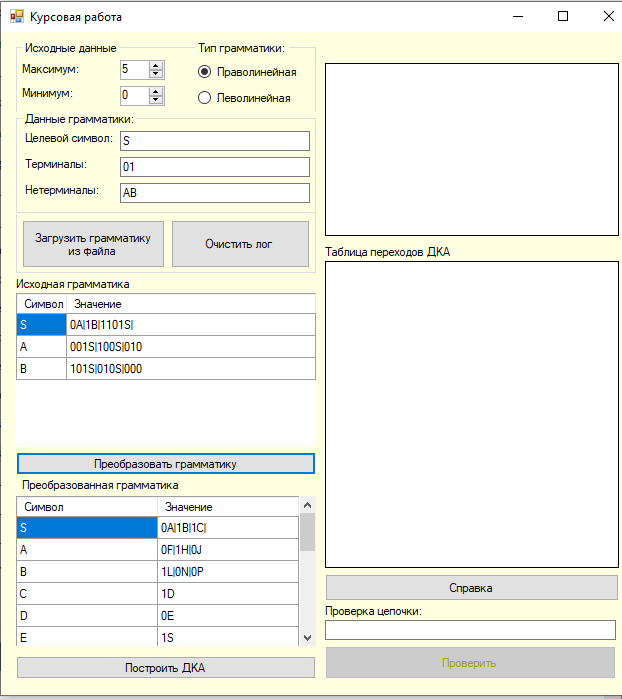 Курсовая работа
Исходные данные
Максимум:
5
Минимум:
0
Тип грамматики:
Праволинейная
Леволинейная
Данные грамматики:
Целевой символ:
S
Терминалы:
01
Нетерминалы:
AB
Загрузить грамматику
из файла
Очистить лог
Исходная грамматика
Символ Значение
S 0A|1B|1101S|
A 001S|100S|010
B 101S|010S|000
Преобразовать грамматику
Преобразованная грамматика
Символ Значение
S 0A|1B|1C|
A 0F|1H|0J
B 1L|0N|0P
C 1D
D 0E
E 1S
Построить ДКА
Таблица переходов ДКА
Справка
Проверка цепочки:
Проверить